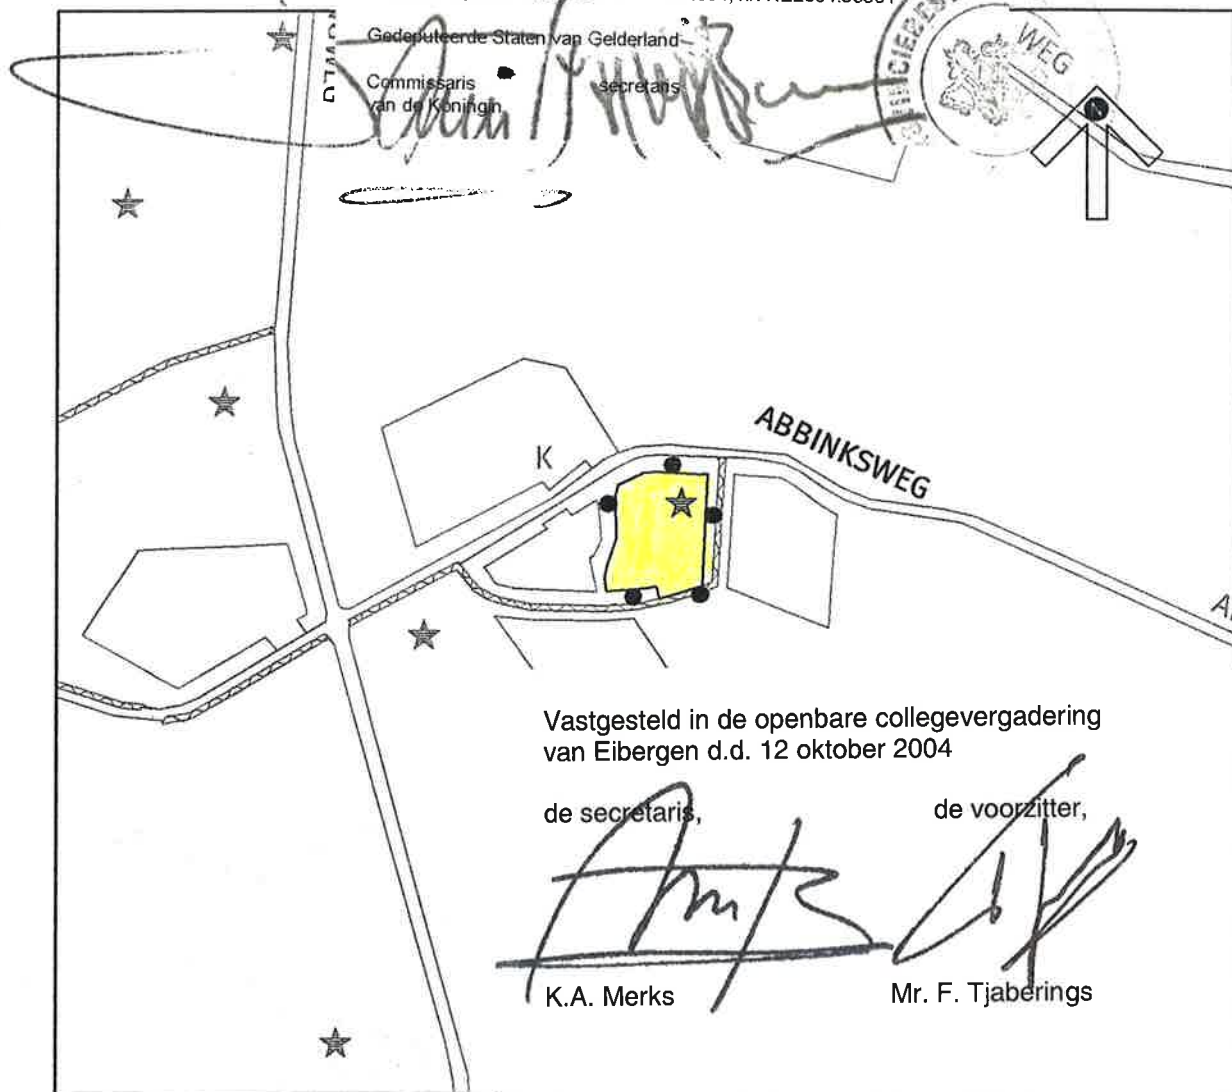 Gedeputeerde Staten van Gelderland
Commissaris secretaris
van de Koningin
WEG
N
K
ABBINKSWEG
Vastgesteld in de openbare collegevergadering
van Eibergen d.d. 12 oktober 2004
de secretaris, de voorzitter,
K.A. Merks Mr. F. Tjaberings